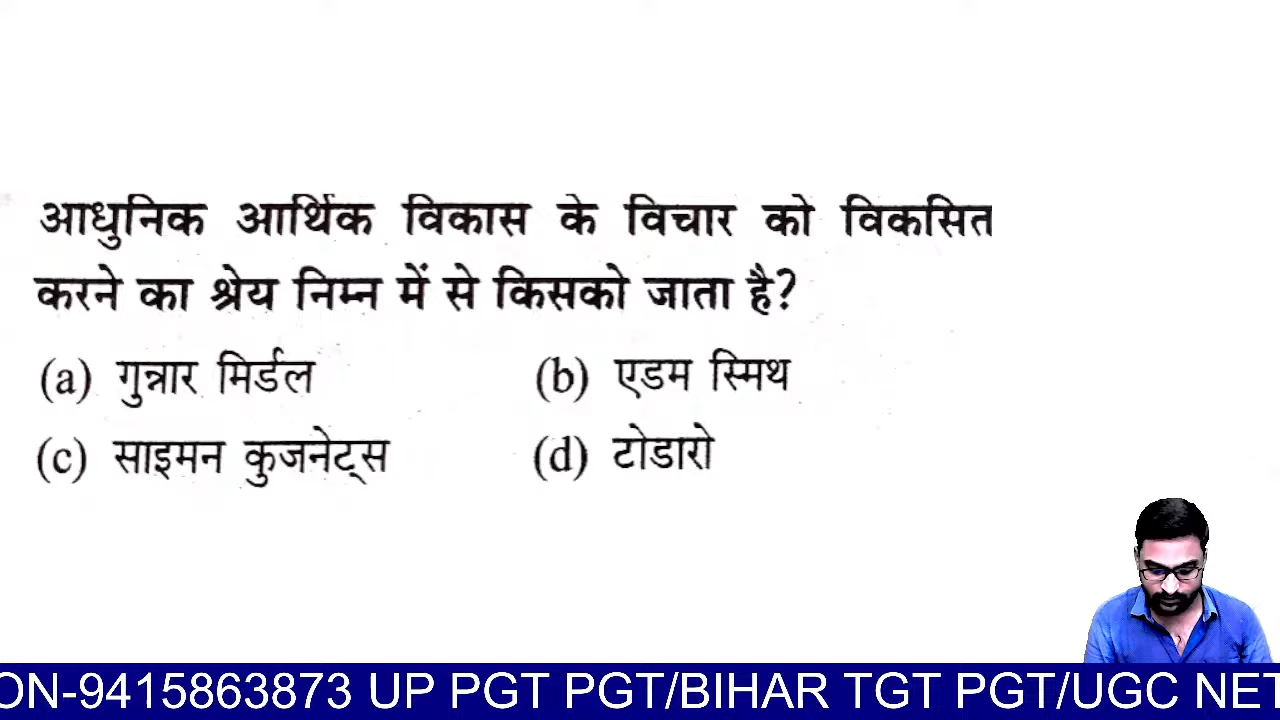 आधुनिक आर्थिक विकास के विचार को विकसित
करने का श्रेय निम्न में से किसको जाता है?
(a) गुन्नार मिर्डल (b) एडम स्मिथ
(c) साइमन कुजनेट्स (d) टोडारो
ON-9415863873 UP PGT PGT/BIHAR TGT PGT/UGC NET